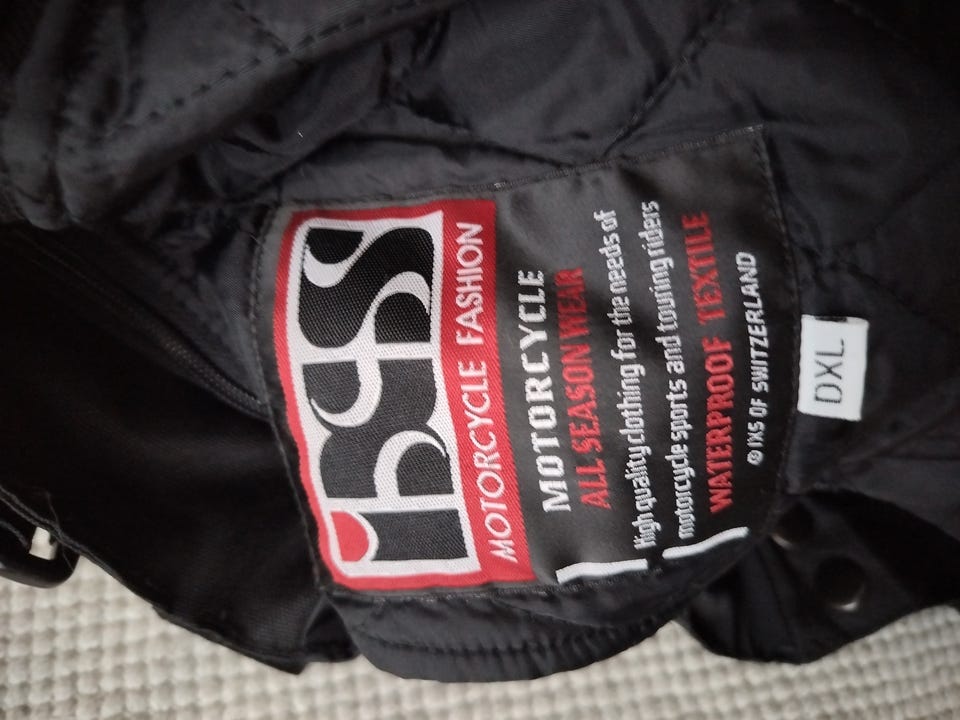 ixs
MOTORCYCLE FASHION
MOTORCYCLE
ALL SEASON WEAR
High quality clothing for the needs of
motorcycle sports and touring riders
WATERPROOF TEXTILE
© IXS OF SWITZERLAND
DXL